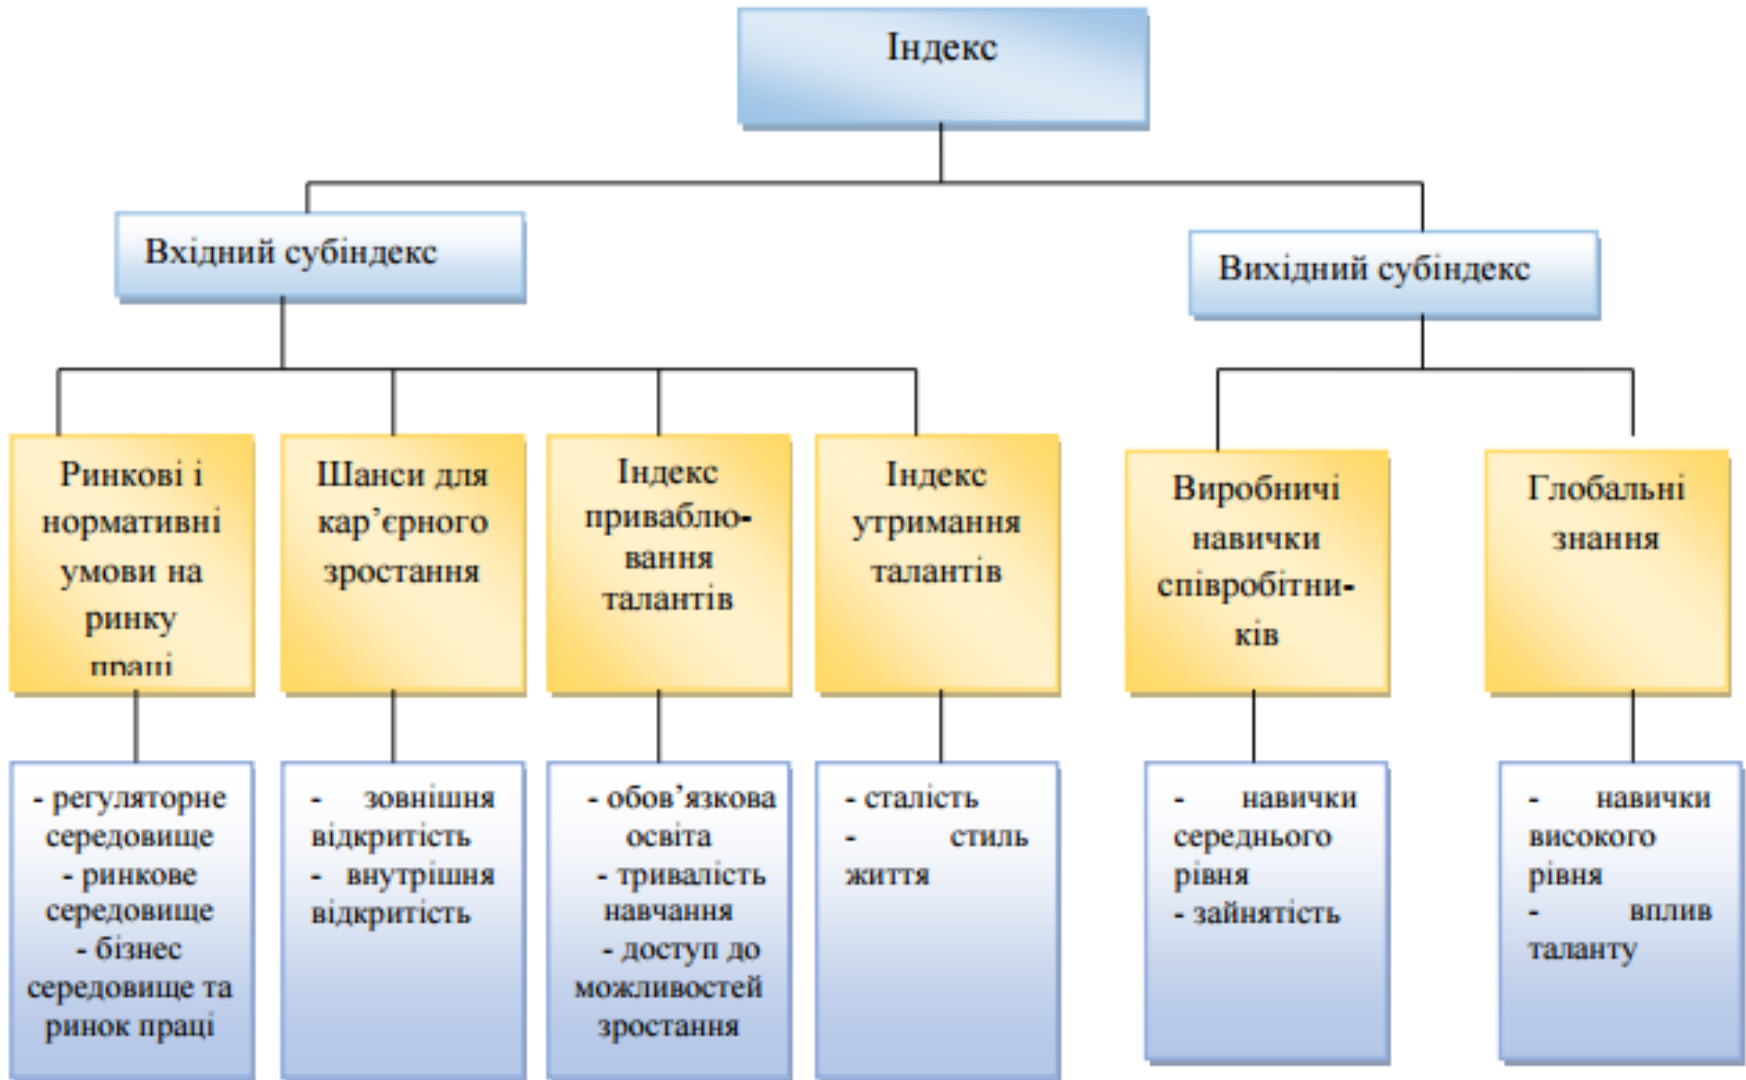 Індекс
Вхідний субіндекс
Вихідний субіндекс
Ринкові і
нормативні
умови на
ринку
праці
Шанси для
кар’єрного
зростання
Індекс
приваблю-
вання
талантів
Індекс
утримання
талантів
Виробничі
навички
співробітни-
ків
Глобальні
знання
- регуляторне
середовище
- ринкове
середовище
- бізнес
середовище та
ринок праці
- зовнішня
відкритість
- внутрішня
відкритість
- обов’язкова
освіта
- тривалість
навчання
- доступ до
можливостей
зростання
- сталість
- стиль
життя
- навички
середнього
рівня
- зайнятість
- навички
високого
рівня
- вплив
таланту